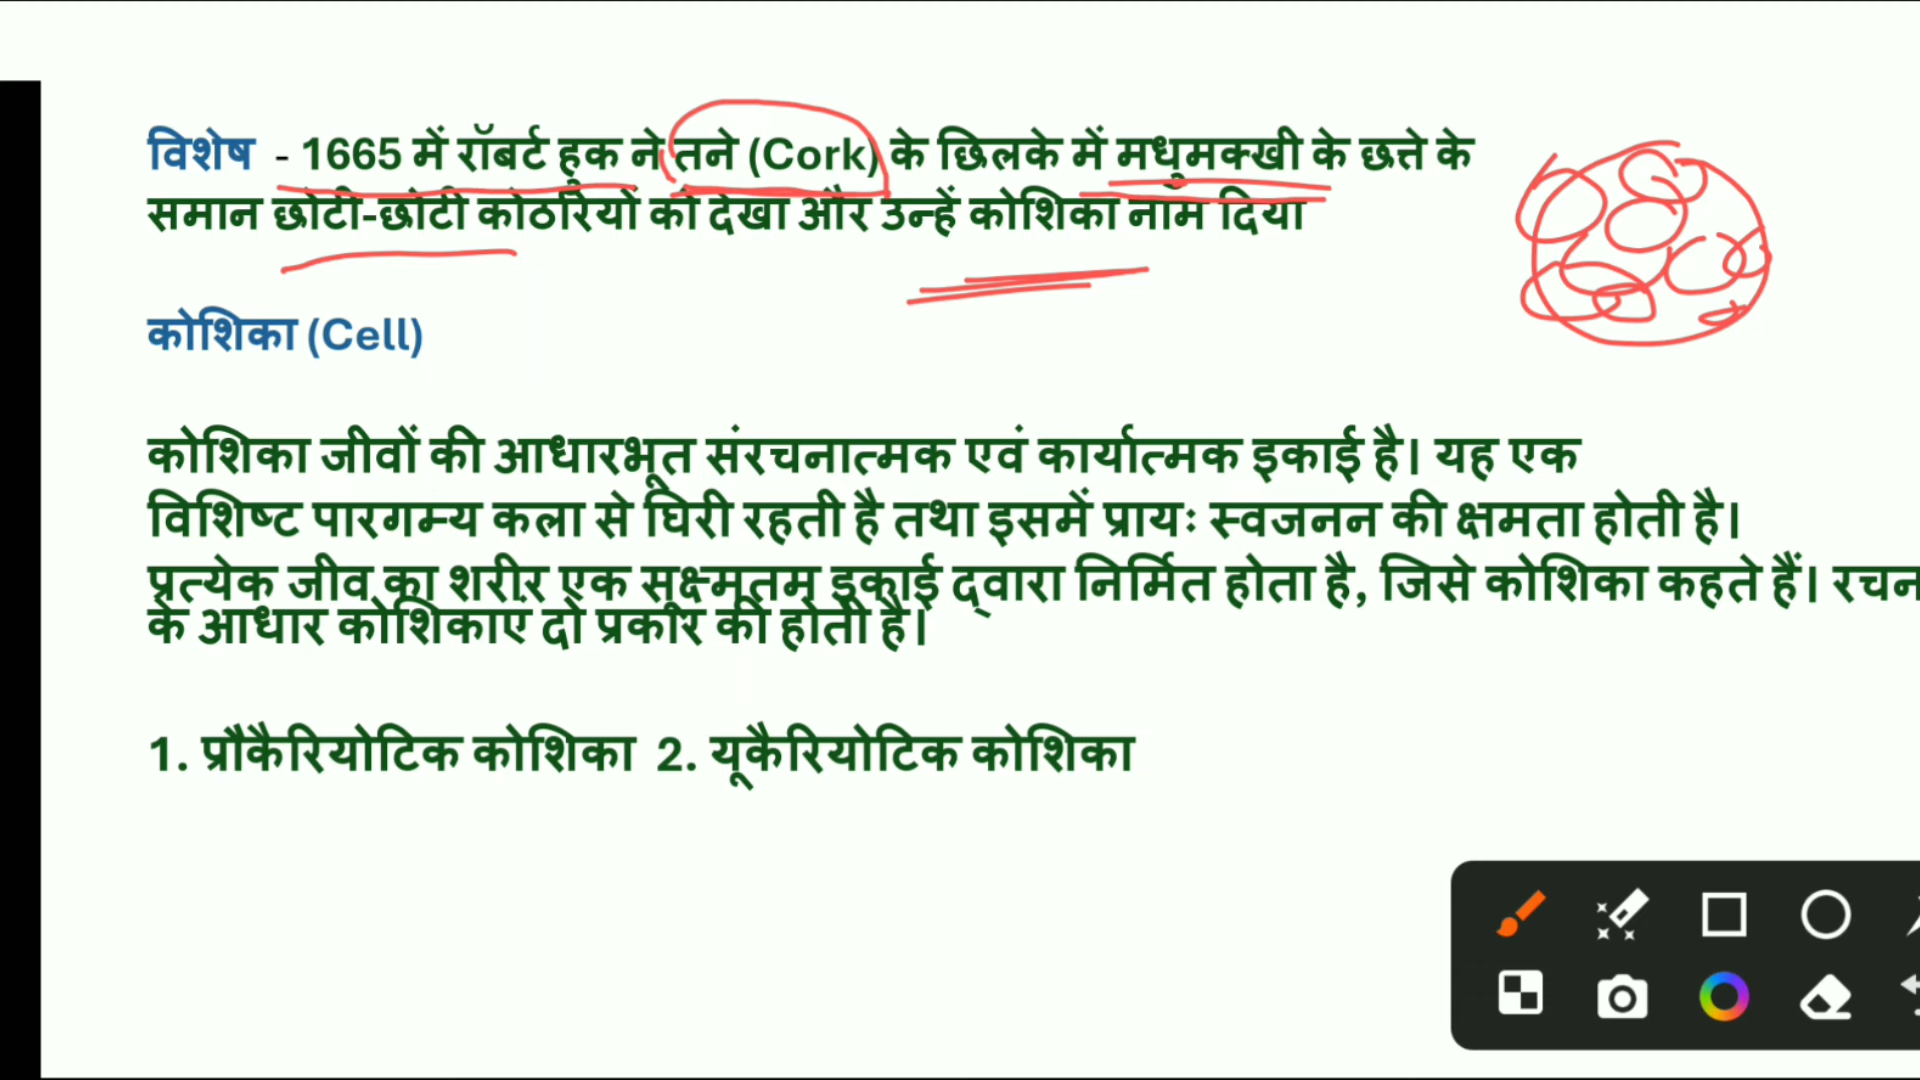 विशेष - 1665 में रॉबर्ट हुक ने तने (Cork) के छिलके में मधुमक्खी के छत्ते के
समान छोटी-छोटी कोठरियों को देखा और उन्हें कोशिका नाम दिया
कोशिका (Cell)
कोशिका जीवों की आधारभूत संरचनात्मक एवं कार्यात्मक इकाई है। यह एक
विशिष्ट पारगम्य कला से घिरी रहती है तथा इसमें प्रायः स्वजनन की क्षमता होती है।
प्रत्येक जीव का शरीर एक सूक्ष्मतम इकाई द्वारा निर्मित होता है, जिसे कोशिका कहते हैं।
के आधार कोशिकाएं दो प्रकार की होती है।
1. प्रौकैरियोटिक कोशिका 2. यूकैरियोटिक कोशिका